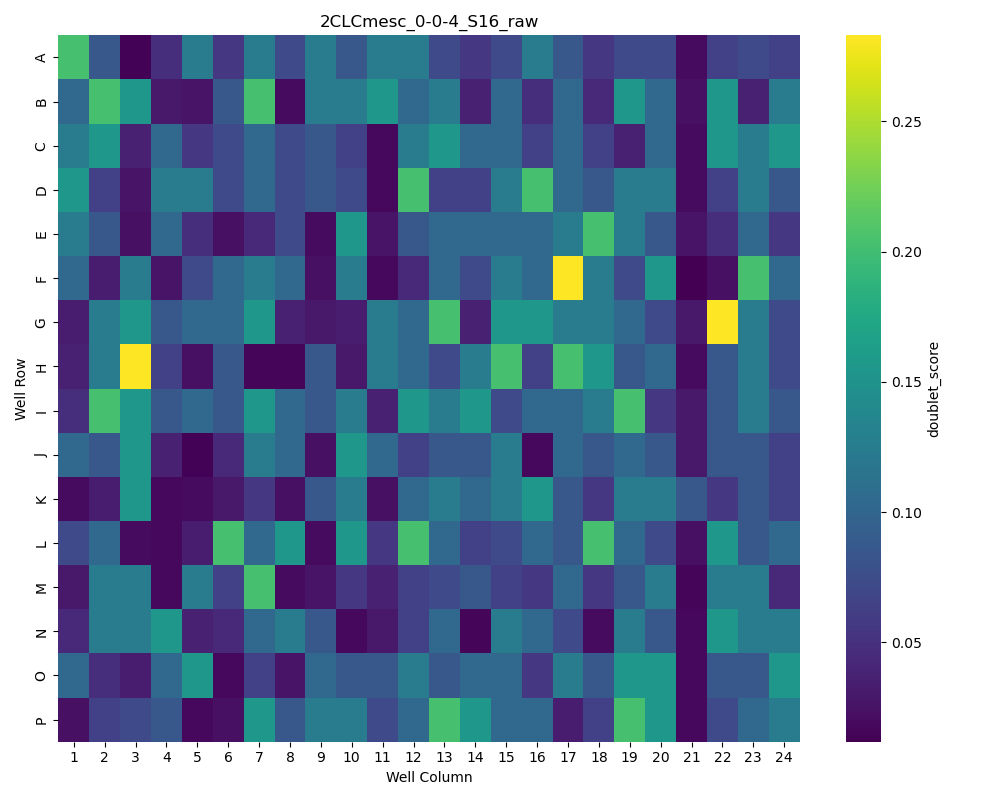 2CLCmesc_0-0-4_S16_raw
A
B
C
D
E
F
G
H
I
J
K
L
M
N
O
P
Well Row
1 2 3 4 5 6 7 8 9 10 11 12 13 14 15 16 17 18 19 20 21 22 23 24
Well Column
0.25
0.20
0.15
0.10
0.05
doublet_score